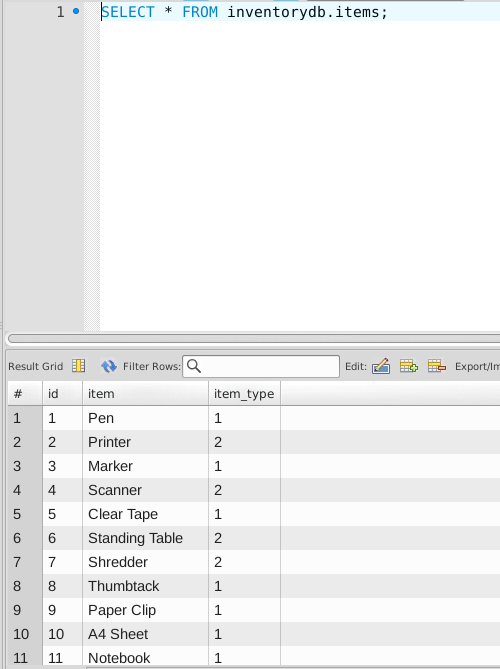 1 SELECT * FROM inventorydb.items;
Result Grid Filter Rows: Edit: Export/Im
# id item item_type
1 1 Pen 1
2 2 Printer 2
3 3 Marker 1
4 4 Scanner 2
5 5 Clear Tape 1
6 6 Standing Table 2
7 7 Shredder 2
8 8 Thumbtack 1
9 9 Paper Clip 1
10 10 A4 Sheet 1
11 11 Notebook 1